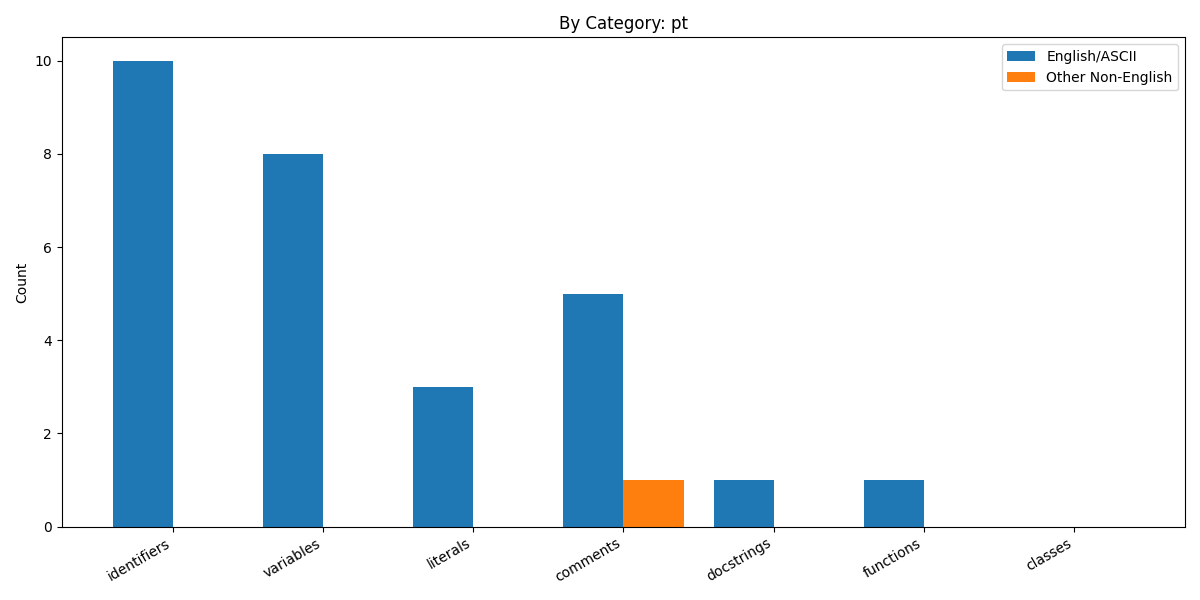 By Category: pt
English/ASCII
Other Non-English
Count
10
8
6
4
2
0
identifiers
variables
literals
comments
docstrings
functions
classes